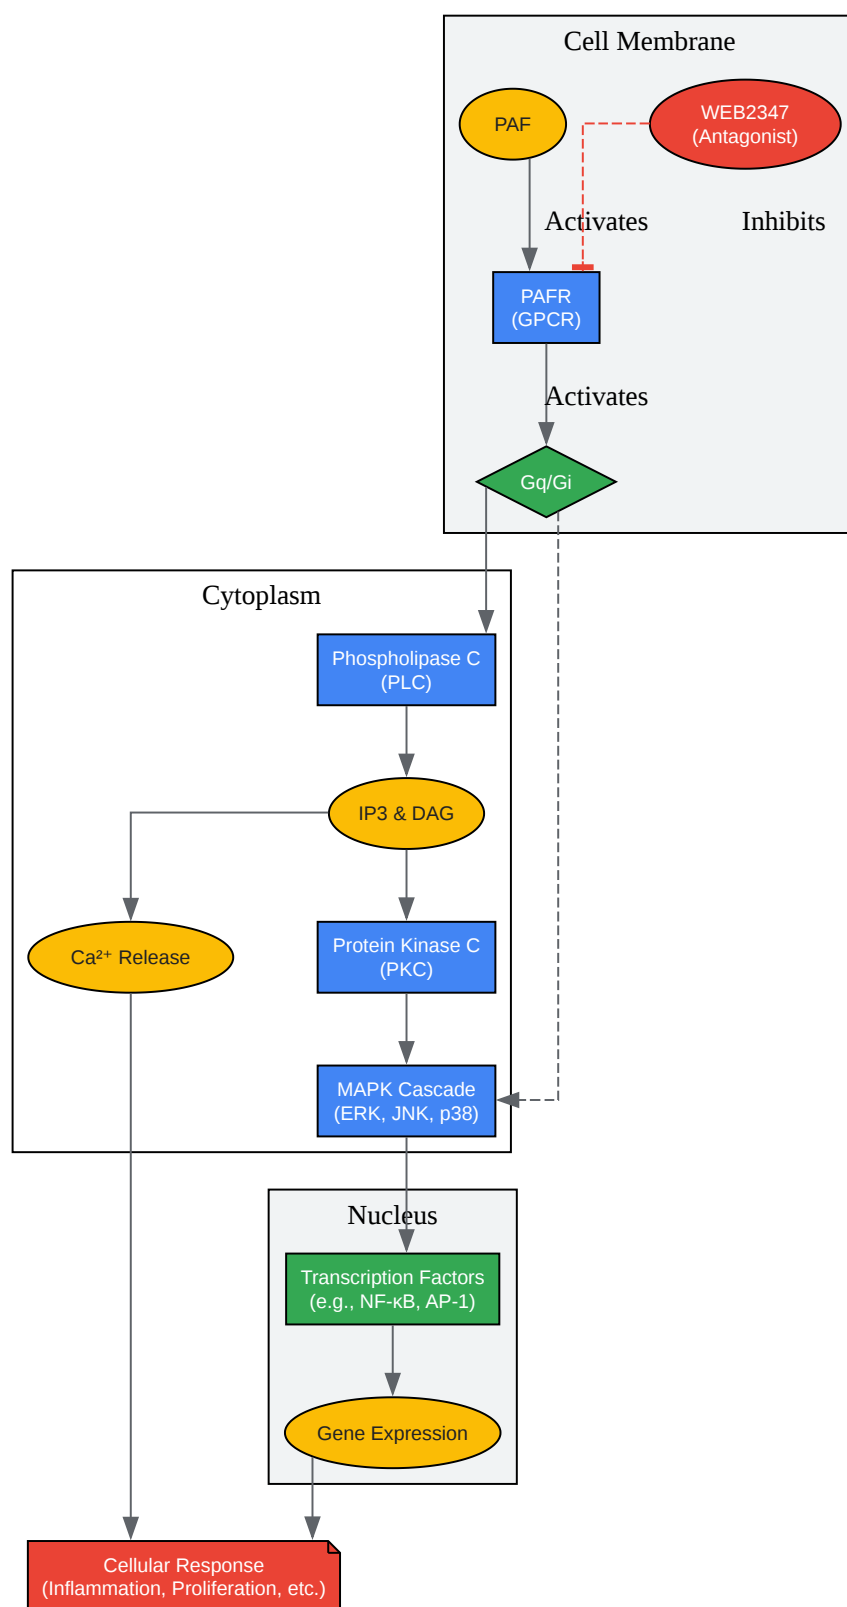 Cell Membrane
PAF
WEB2347
(Antagonist)
Activates
Inhibits
PAFR
(GPCR)
Activates
Gq/Gi
Cytoplasm
Phospholipase C
(PLC)
IP3 & DAG
Ca²⁺ Release
Protein Kinase C
(PKC)
MAPK Cascade
(ERK, JNK, p38)
Nucleus
Transcription Factors
(e.g., NF-κB, AP-1)
Gene Expression
Cellular Response
(Inflammation, Proliferation, etc.)